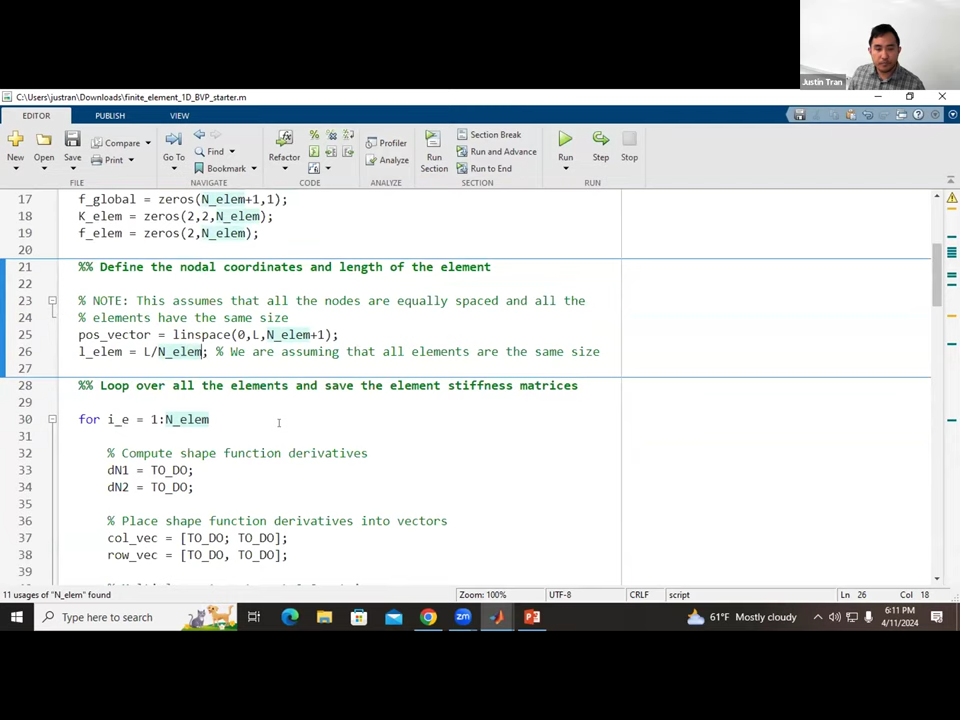 Justin Tran
C:\Users\justran\Downloads\finite_element_1D_BVP_starter.m
EDITOR PUBLISH VIEW
New Open Save Compare Print Go To Find Bookmark Refactor Profiler Analyze Run Section Section Break Run and Advance Run to End Run Step Stop
FILE NAVIGATE CODE ANALYZE SECTION RUN
17 f_global = zeros(N_elem+1,1);
18 K_elem = zeros(2,2,N_elem);
19 f_elem = zeros(2,N_elem);
20
21 %% Define the nodal coordinates and length of the element
22
23 % NOTE: This assumes that all the nodes are equally spaced and all the
24 % elements have the same size
25 pos_vector = linspace(0,L,N_elem+1);
26 l_elem = L/N_elem; % We are assuming that all elements are the same size
27
28 %% Loop over all the elements and save the element stiffness matrices
29
30 for i_e = 1:N_elem
31
32 % Compute shape function derivatives
33 dN1 = TO_DO;
34 dN2 = TO_DO;
35
36 % Place shape function derivatives into vectors
37 col_vec = [TO_DO; TO_DO];
38 row_vec = [TO_DO, TO_DO];
39
11 usages of "N_elem" found Zoom: 100% UTF-8 CRLF script Ln 26 Col 18
Type here to search 61°F Mostly cloudy 6:11 PM
4/11/2024